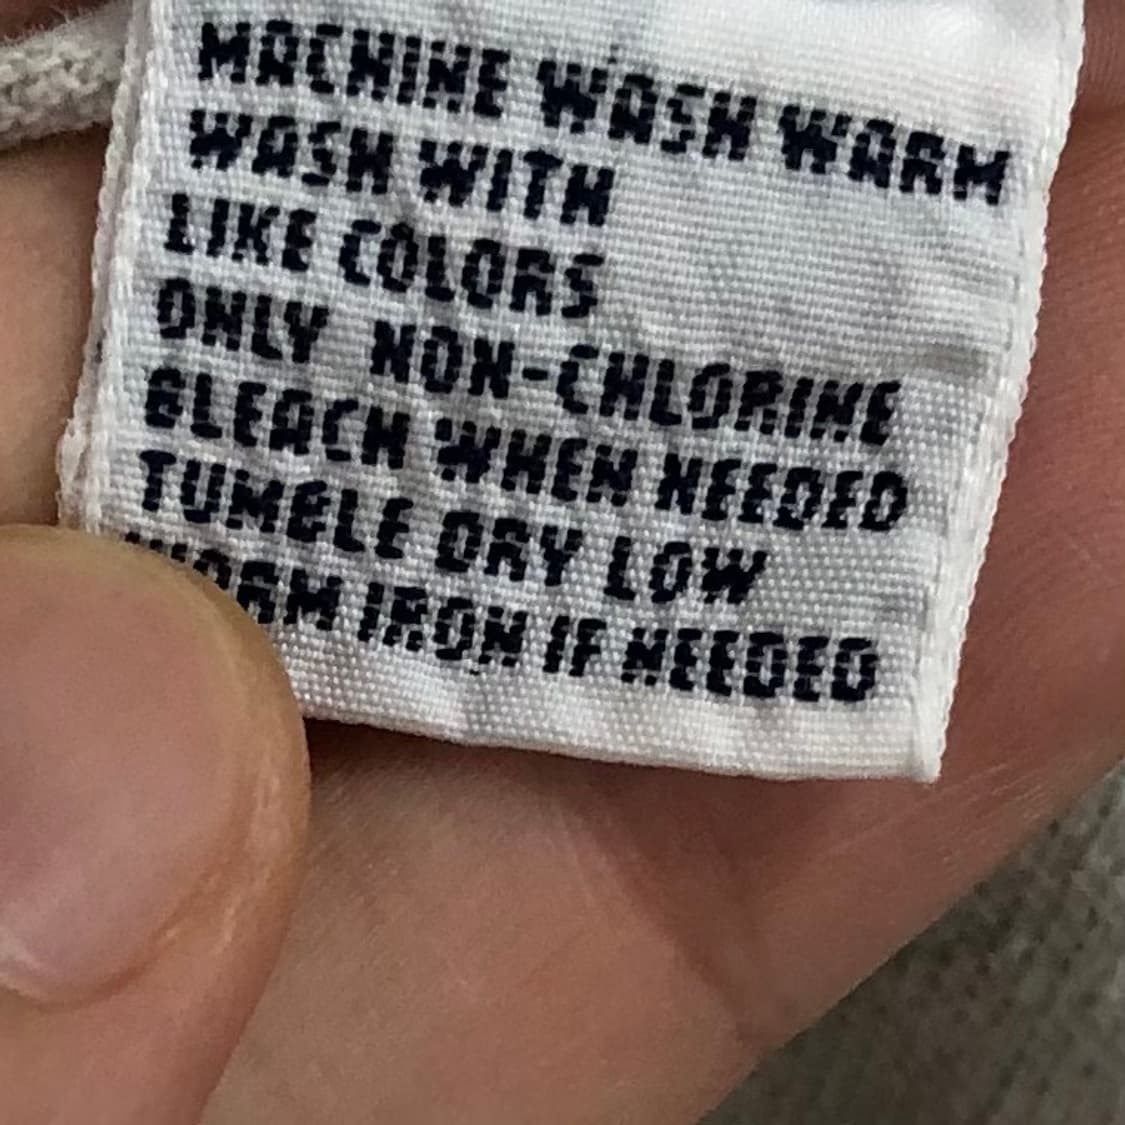 MACHINE WASH WARM
WASH WITH
LIKE COLORS
ONLY NON-CHLORINE
BLEACH WHEN NEEDED
TUMBLE DRY LOW
WARM IRON IF NEEDED